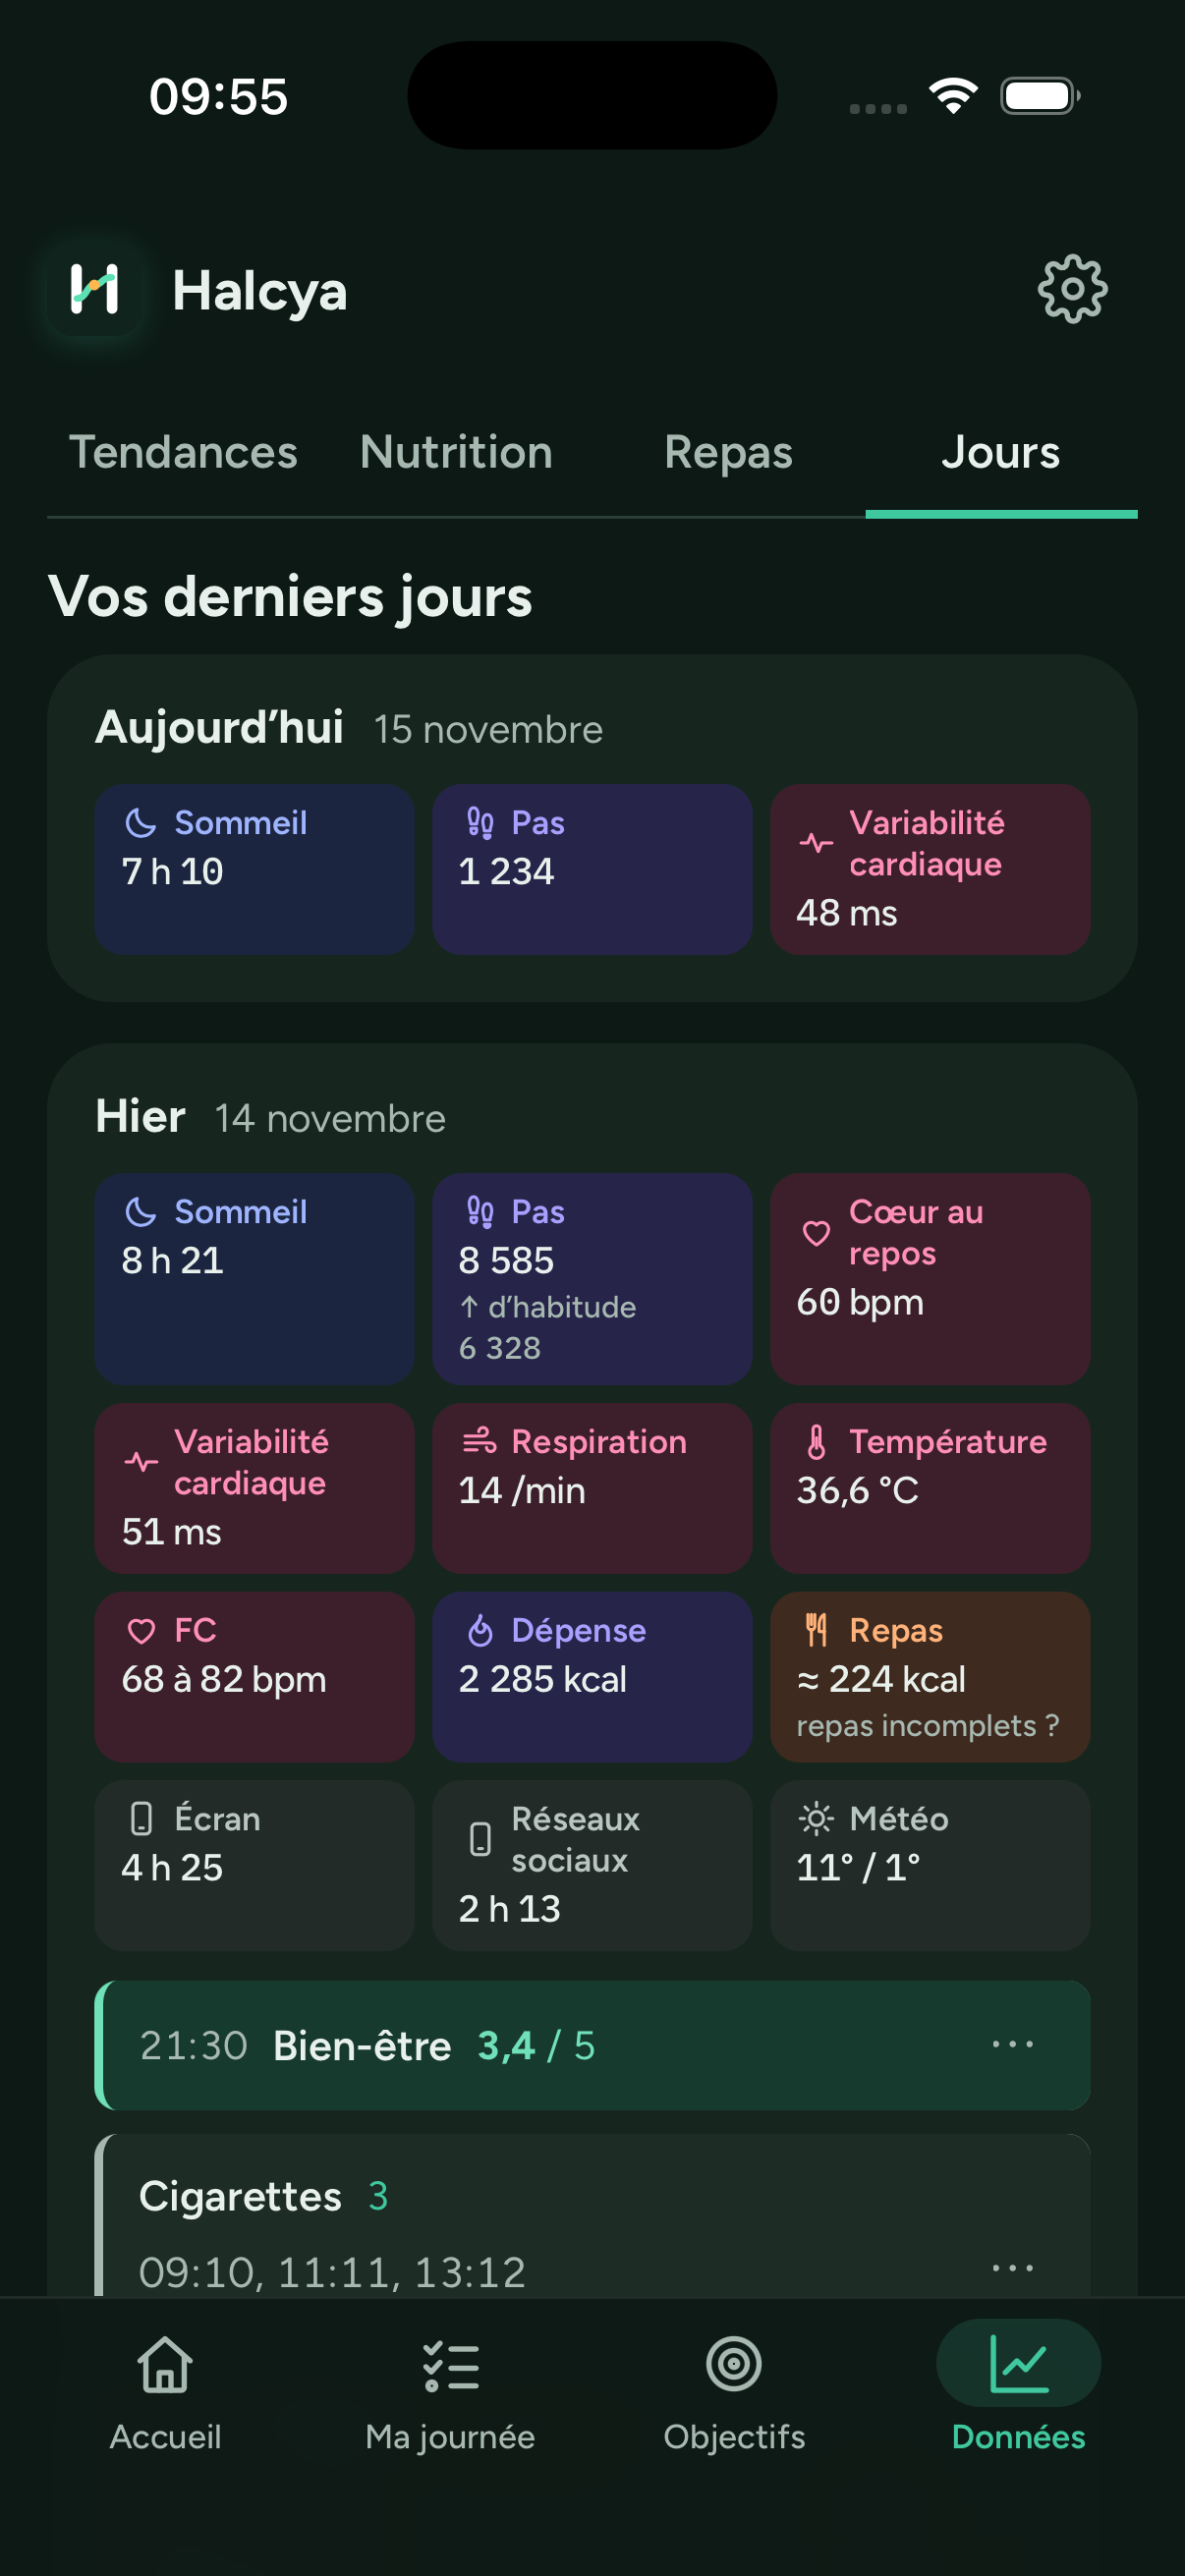 09:55
Halcya
Tendances Nutrition Repas Jours
Vos derniers jours
Aujourd’hui 15 novembre
Sommeil
7 h 10
Pas
1 234
Variabilité
cardiaque
48 ms
Hier 14 novembre
Sommeil
8 h 21
Pas
8 585
↑ d’habitude
6 328
Cœur au
repos
60 bpm
Variabilité
cardiaque
51 ms
Respiration
14 /min
Température
36,6 °C
FC
68 à 82 bpm
Dépense
2 285 kcal
Repas
≈ 224 kcal
repas incomplets ?
Écran
4 h 25
Réseaux
sociaux
2 h 13
Météo
11° / 1°
21:30 Bien-être 3,4 / 5
Cigarettes 3
09:10, 11:11, 13:12
Accueil Ma journée Objectifs Données